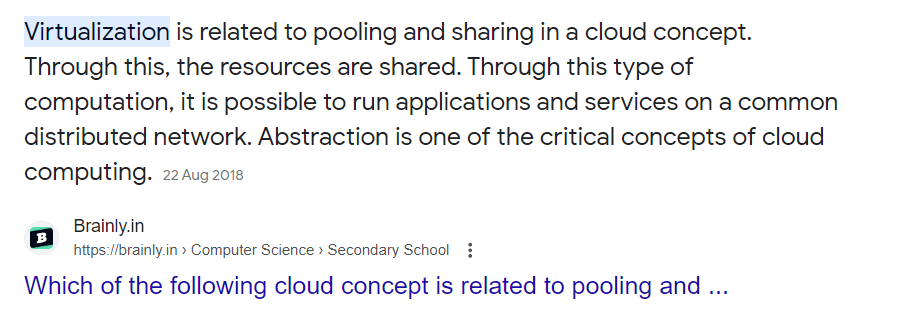 Virtualization is related to pooling and sharing in a cloud concept.
Through this, the resources are shared. Through this type of
computation, it is possible to run applications and services on a common
distributed network. Abstraction is one of the critical concepts of cloud
computing. 22 Aug 2018
Brainly.in
https://brainly.in › Computer Science › Secondary School
Which of the following cloud concept is related to pooling and ...